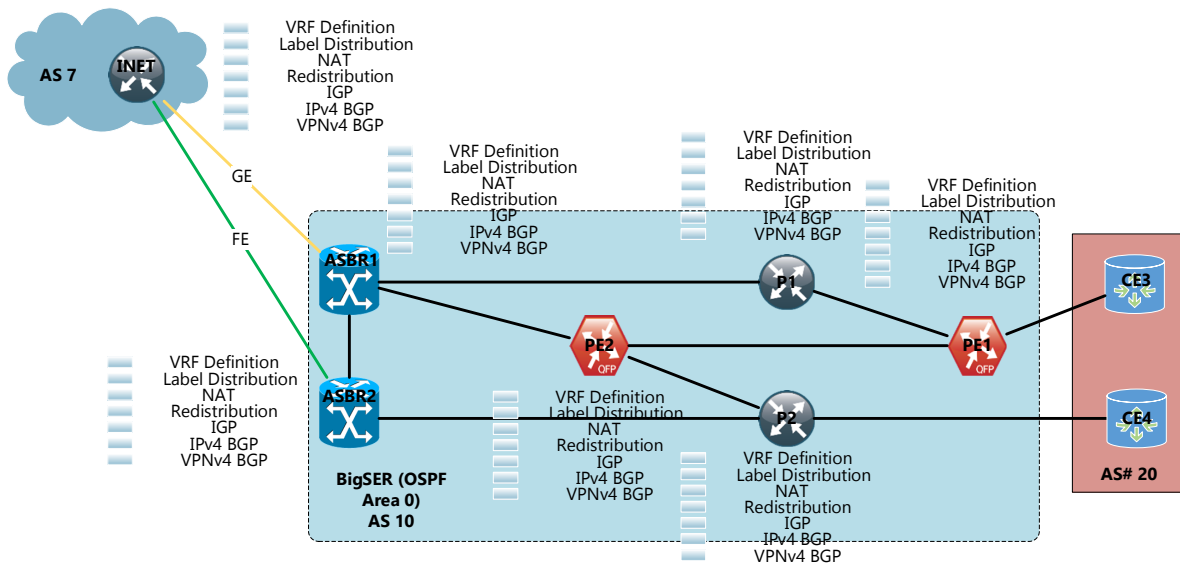 VRF Definition
Label Distribution
NAT
Redistribution
IGP
IPv4 BGP
VPNv4 BGP
AS 7
INET
GE
FE
VRF Definition
Label Distribution
NAT
Redistribution
IGP
IPv4 BGP
VPNv4 BGP
VRF Definition
Label Distribution
NAT
Redistribution
IGP
IPv4 BGP
VPNv4 BGP
VRF Definition
Label Distribution
NAT
Redistribution
IGP
IPv4 BGP
VPNv4 BGP
ASBR1
P1
CE3
PE2
QFP
PE1
QFP
VRF Definition
Label Distribution
NAT
Redistribution
IGP
IPv4 BGP
VPNv4 BGP
ASBR2
P2
CE4
VRF Definition
Label Distribution
NAT
Redistribution
IGP
IPv4 BGP
VPNv4 BGP
BigSER (OSPF
Area 0)
AS 10
VRF Definition
Label Distribution
NAT
Redistribution
IGP
IPv4 BGP
VPNv4 BGP
AS# 20